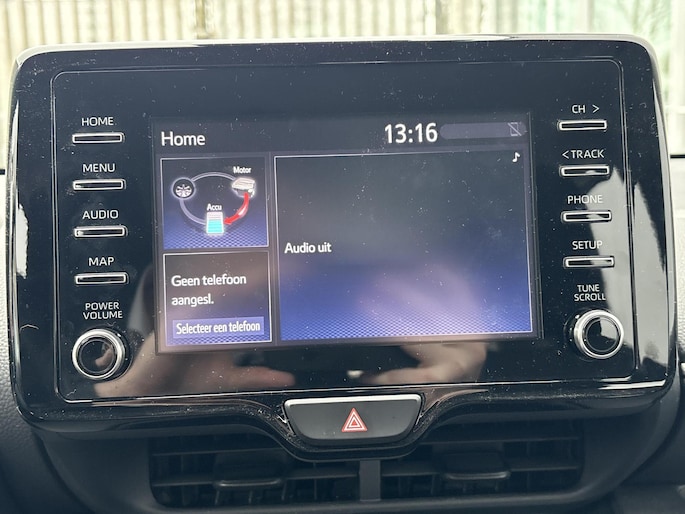 HOME
MENU
AUDIO
MAP
POWER
VOLUME
Home
13:16
Motor
Accu
Geen telefoon
aangesl.
Selecteer een telefoon
Audio uit
CH >
< TRACK
PHONE
SETUP
TUNE
SCROLL